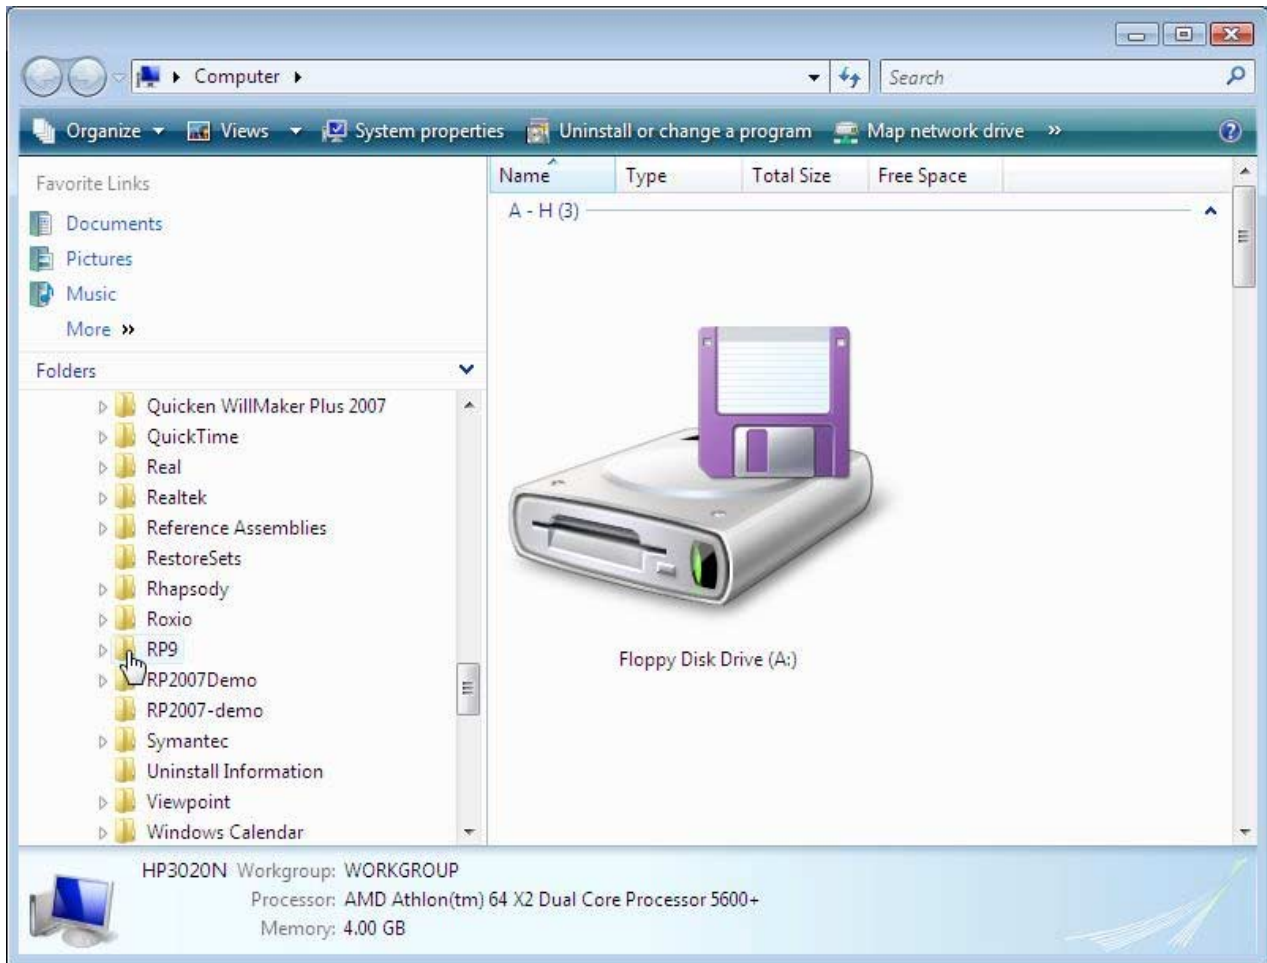 Computer
Search
Organize Views System properties Uninstall or change a program Map network drive »
Favorite Links
Documents
Pictures
Music
More »
Folders
Quicken WillMaker Plus 2007
QuickTime
Real
Realtek
Reference Assemblies
RestoreSets
Rhapsody
Roxio
RP9
RP2007Demo
RP2007-demo
Symantec
Uninstall Information
Viewpoint
Windows Calendar
Name Type Total Size Free Space
A - H (3)
Floppy Disk Drive (A:)
HP3020N Workgroup: WORKGROUP
Processor: AMD Athlon(tm) 64 X2 Dual Core Processor 5600+
Memory: 4.00 GB